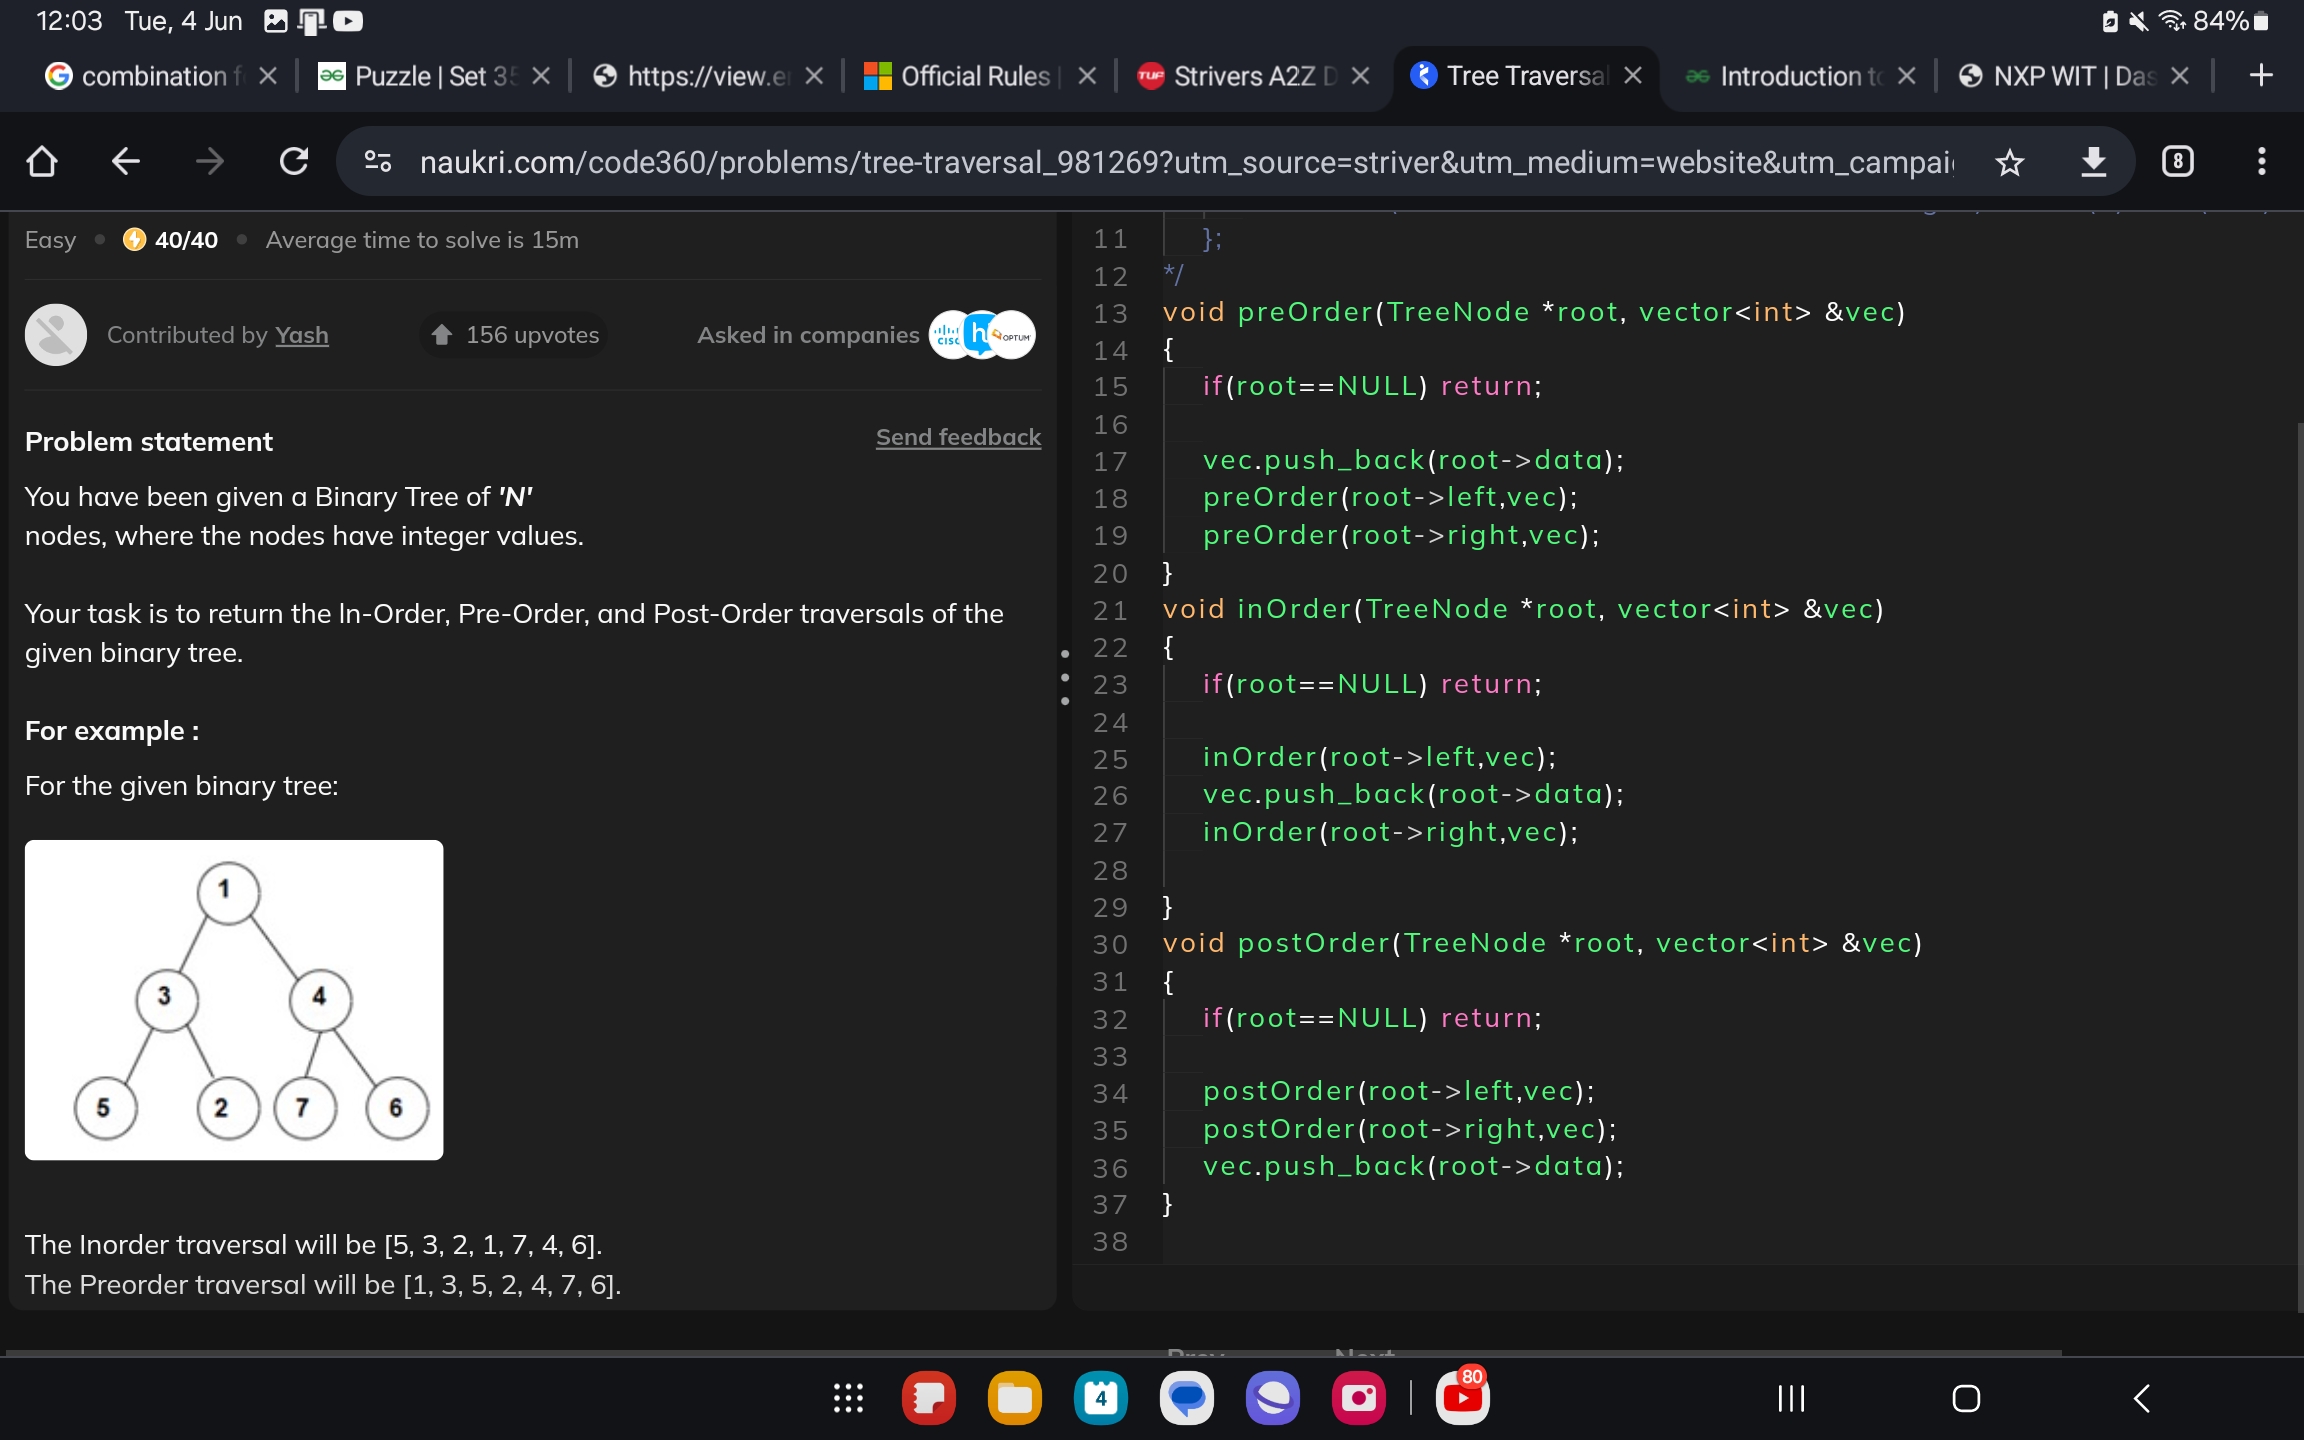 12:03 Tue, 4 Jun
84%
combination f
Puzzle | Set 35
https://view.e
Official Rules |
TUF Strivers A2Z D
Tree Traversal
Introduction to
NXP WIT | Das
naukri.com/code360/problems/tree-traversal_981269?utm_source=striver&utm_medium=website&utm_campai
8
Easy • 40/40 • Average time to solve is 15m
Contributed by Yash
156 upvotes
Asked in companies
OPTUM
Problem statement
Send feedback
You have been given a Binary Tree of 'N'
nodes, where the nodes have integer values.
Your task is to return the In-Order, Pre-Order, and Post-Order traversals of the
given binary tree.
For example :
For the given binary tree:
1
3 4
5 2 7 6
The Inorder traversal will be [5, 3, 2, 1, 7, 4, 6].
The Preorder traversal will be [1, 3, 5, 2, 4, 7, 6].
11 };
12 */
13 void preOrder(TreeNode *root, vector<int> &vec)
14 {
15 if(root==NULL) return;
16
17 vec.push_back(root->data);
18 preOrder(root->left,vec);
19 preOrder(root->right,vec);
20 }
21 void inOrder(TreeNode *root, vector<int> &vec)
22 {
23 if(root==NULL) return;
24
25 inOrder(root->left,vec);
26 vec.push_back(root->data);
27 inOrder(root->right,vec);
28
29 }
30 void postOrder(TreeNode *root, vector<int> &vec)
31 {
32 if(root==NULL) return;
33
34 postOrder(root->left,vec);
35 postOrder(root->right,vec);
36 vec.push_back(root->data);
37 }
38
Prev Next
4
80